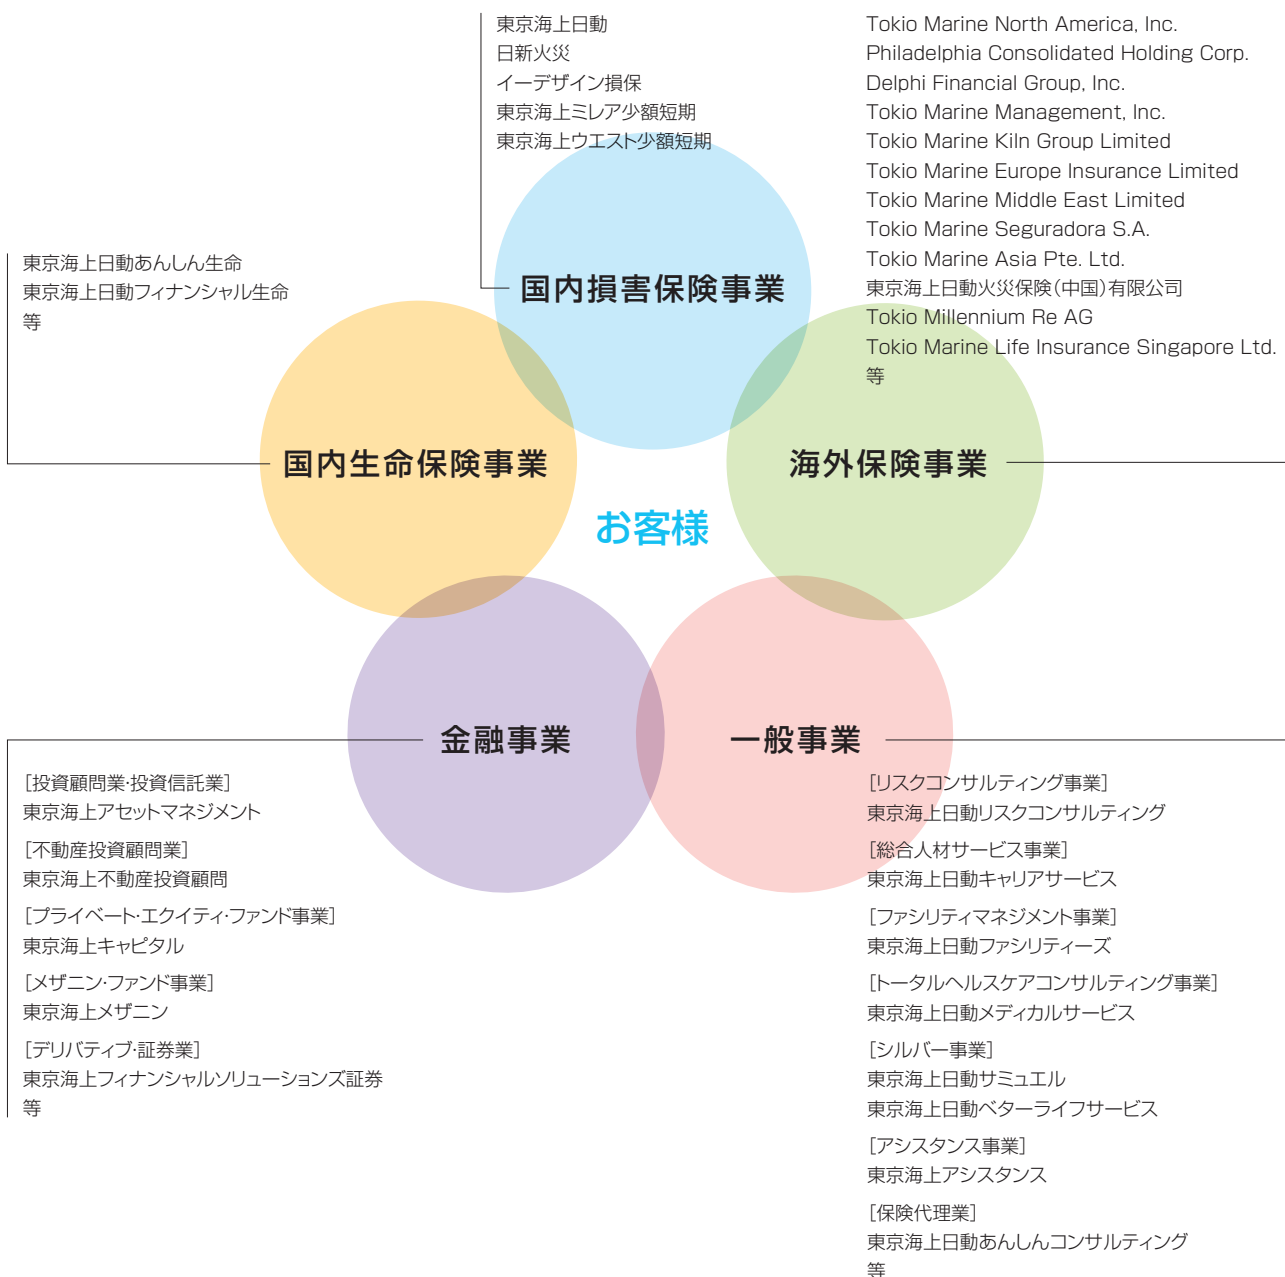 東京海上日動
日新火災
イーデザイン損保
東京海上ミレア少額短期
東京海上ウエスト少額短期
国内損害保険事業
Tokio Marine North America, Inc.
Philadelphia Consolidated Holding Corp.
Delphi Financial Group, Inc.
Tokio Marine Management, Inc.
Tokio Marine Kiln Group Limited
Tokio Marine Europe Insurance Limited
Tokio Marine Middle East Limited
Tokio Marine Seguradora S.A.
Tokio Marine Asia Pte. Ltd.
東京海上日動火災保険(中国)有限公司
Tokio Millennium Re AG
Tokio Marine Life Insurance Singapore Ltd.
等
海外保険事業
東京海上日動あんしん生命
東京海上日動フィナンシャル生命
等
国内生命保険事業
お客様
金融事業
[投資顧問業・投資信託業]
東京海上アセットマネジメント
[不動産投資顧問業]
東京海上不動産投資顧問
[プライベート・エクイティ・ファンド事業]
東京海上キャピタル
[メザニン・ファンド事業]
東京海上メザニン
[デリバティブ・証券業]
東京海上フィナンシャルソリューションズ証券
等
一般事業
[リスクコンサルティング事業]
東京海上日動リスクコンサルティング
[総合人材サービス事業]
東京海上日動キャリアサービス
[ファシリティマネジメント事業]
東京海上日動ファシリティーズ
[トータルヘルスケアコンサルティング事業]
東京海上日動メディカルサービス
[シルバー事業]
東京海上日動サミュエル
東京海上日動ベターライフサービス
[アシスタンス事業]
東京海上アシスタンス
[保険代理業]
東京海上日動あんしんコンサルティング
等